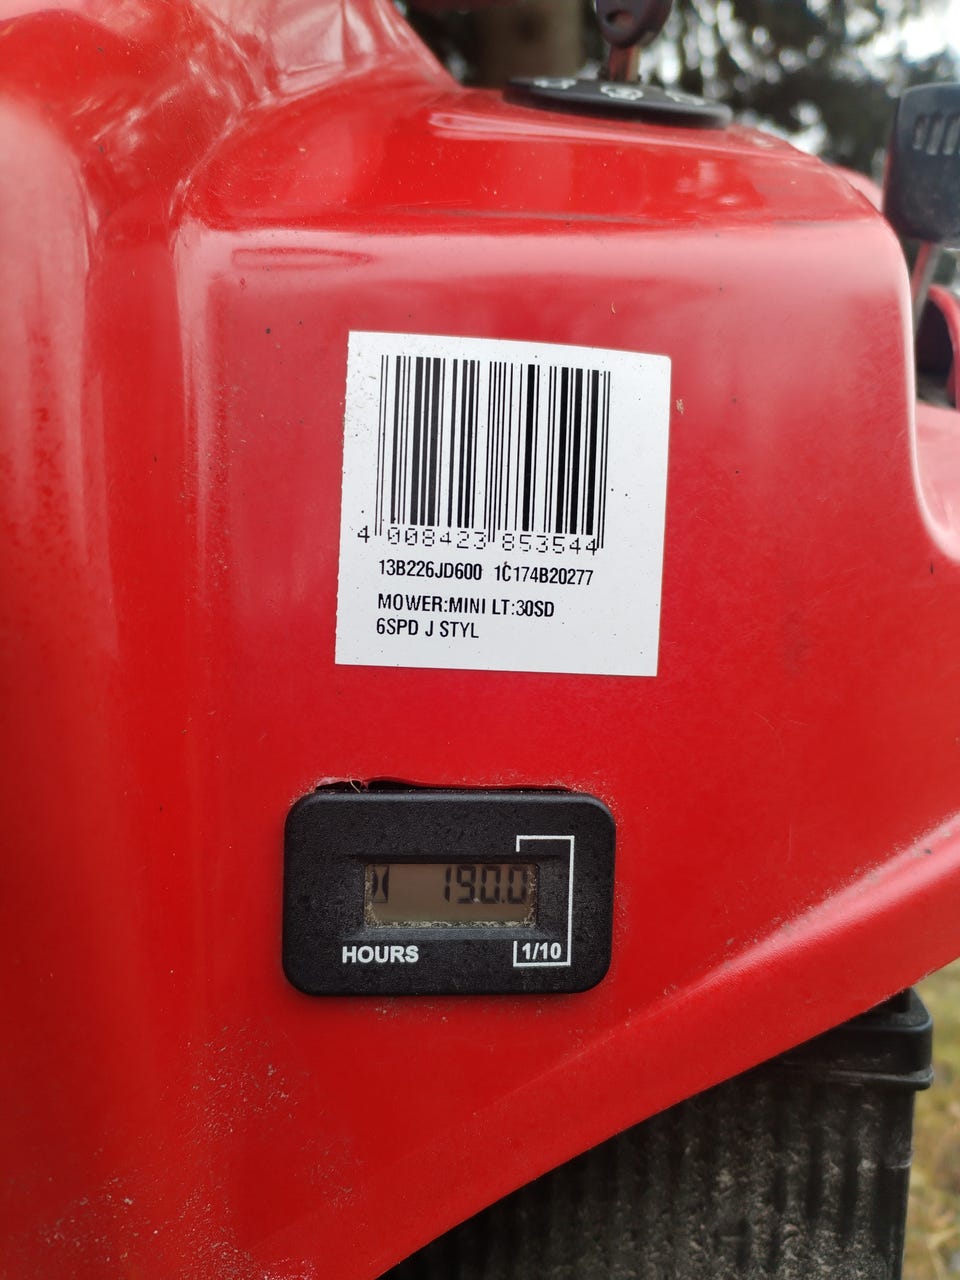 4 008423 853544
13B226JD600 1C174B20277
MOWER:MINI LT:30SD
6SPD J STYL
190.0
HOURS 1/10